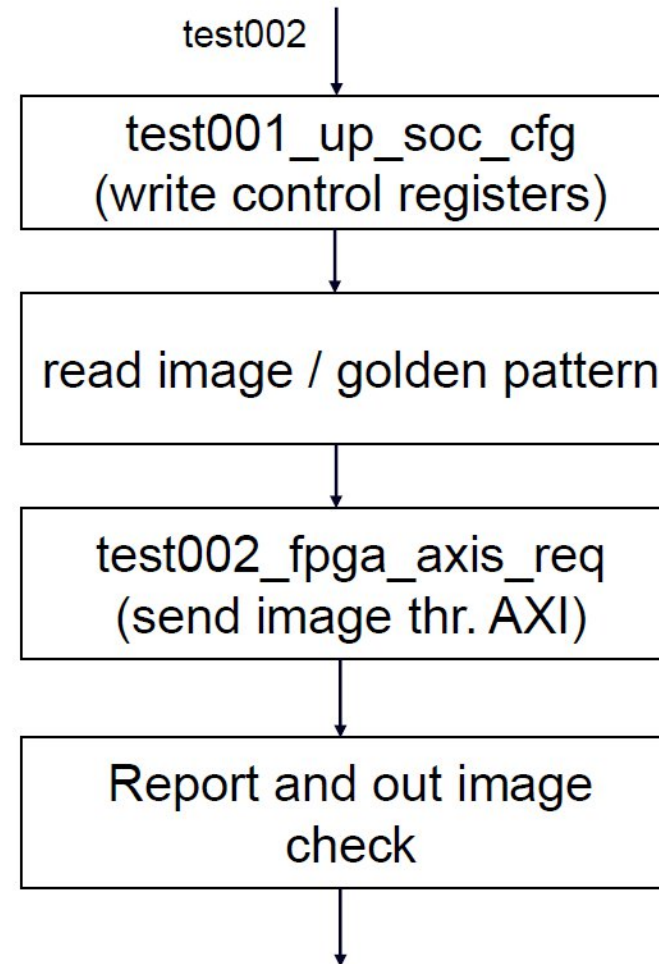 test002
test001_up_soc_cfg
(write control registers)
read image / golden pattern
test002_fpga_axis_req
(send image thr. AXI)
Report and out image
check